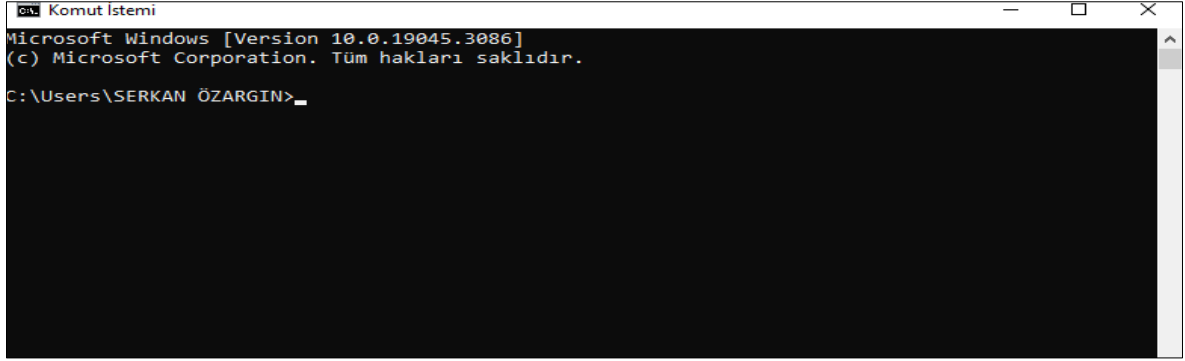 Komut İstemi
Microsoft Windows [Version 10.0.19045.3086]
(c) Microsoft Corporation. Tüm hakları saklıdır.
C:\Users\SERKAN ÖZARGIN>